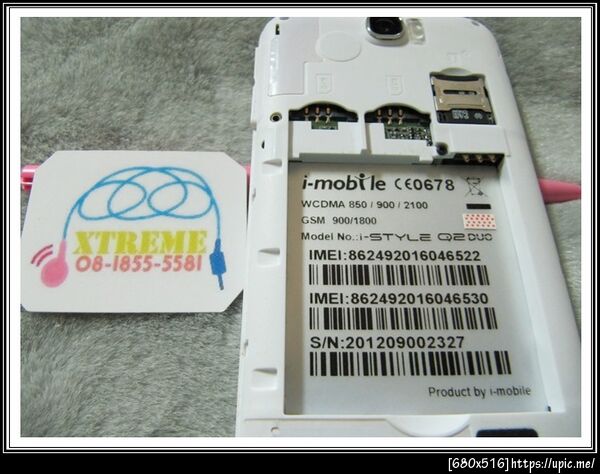 i-mobile CE0678
WCDMA 850 / 900 / 2100
GSM 900/1800
Model No.:i-STYLE Q2 DUO
IMEI:862492016046522
IMEI:862492016046530
S/N:201209002327
Product by i-mobile
XTREME
08-1855-5581
[680x516]https://upic.me/